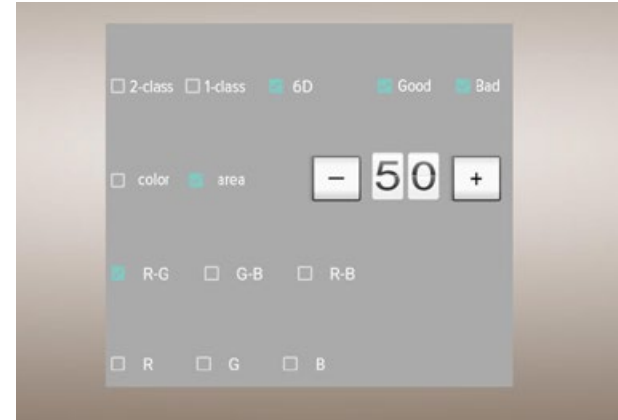 2-class 1-class 6D Good Bad
color area - 50 +
R-G G-B R-B
R G B